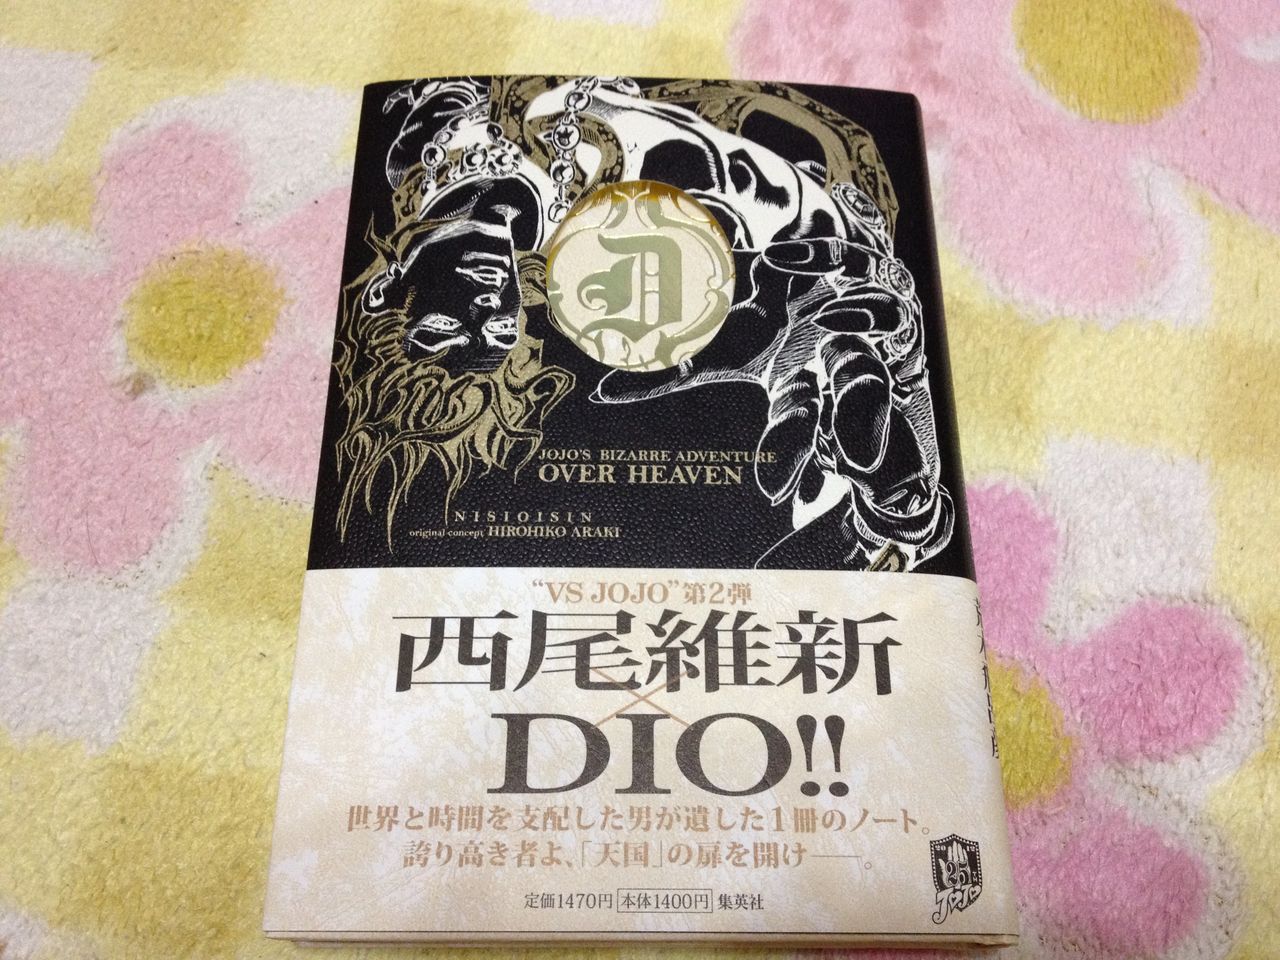 D
JOJO'S BIZARRE ADVENTURE
OVER HEAVEN
NISIOISIN
original concept HIROHIKO ARAKI
"VS JOJO"第2弾
西尾維新
×
DIO!!
世界と時間を支配した男が遺した1冊のノート。
誇り高き者よ、「天国」の扉を開け――。
定価1470円 本体1400円 集英社
2012
25
JOJO